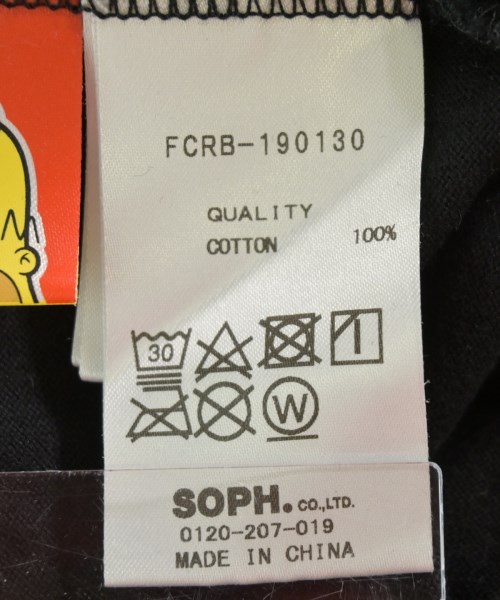 FCRB-190130
QUALITY
COTTON 100%
30
W
SOPH. CO.,LTD.
0120-207-019
MADE IN CHINA